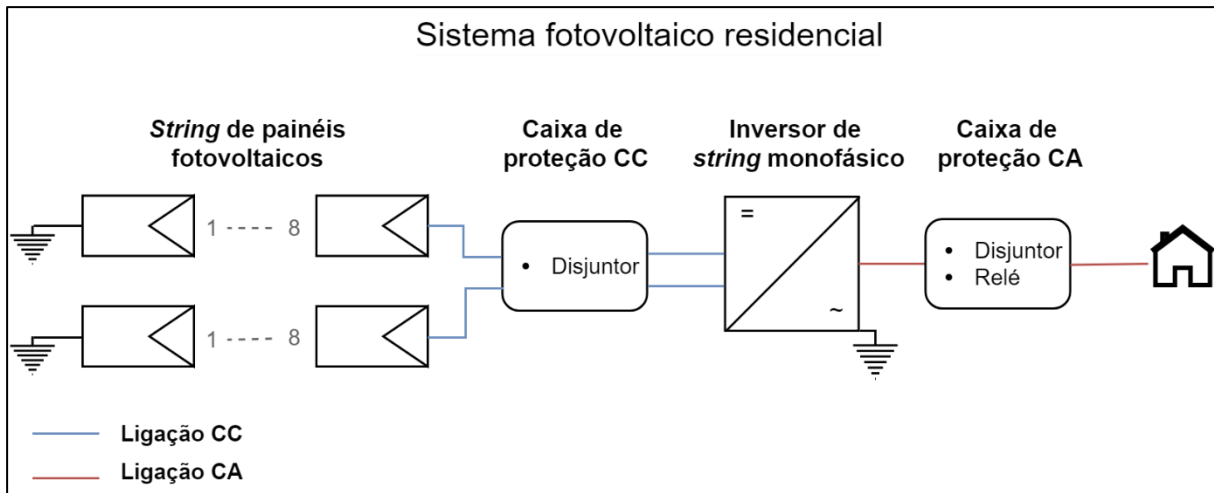 Sistema fotovoltaico residencial
String de painéis
fotovoltaicos
Caixa de
proteção CC
Inversor de
string monofásico
Caixa de
proteção CA
1 ---- 8
• Disjuntor
=
~
• Disjuntor
• Relé
1 ---- 8
Ligação CC
Ligação CA